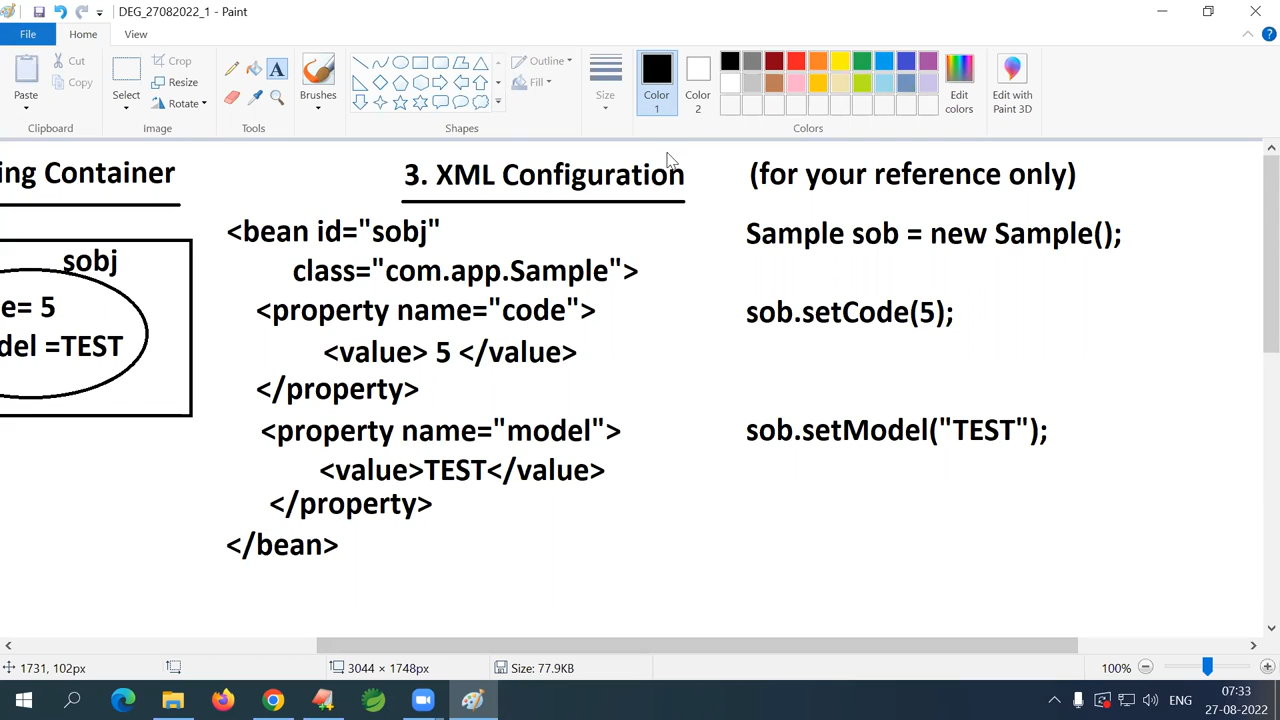 DEG_27082022_1 - Paint
File
Home
View
Paste
Cut
Copy
Clipboard
Select
Crop
Resize
Rotate
Image
A
Tools
Brushes
Shapes
Outline
Fill
Size
Color
1
Color
2
Colors
Edit
colors
Edit with
Paint 3D
ing Container
sobj
e= 5
del =TEST
3. XML Configuration
<bean id="sobj"
class="com.app.Sample">
<property name="code">
<value> 5 </value>
</property>
<property name="model">
<value>TEST</value>
</property>
</bean>
(for your reference only)
Sample sob = new Sample();
sob.setCode(5);
sob.setModel("TEST");
1731, 102px
3044 × 1748px
Size: 77.9KB
100%
ENG
07:33
27-08-2022